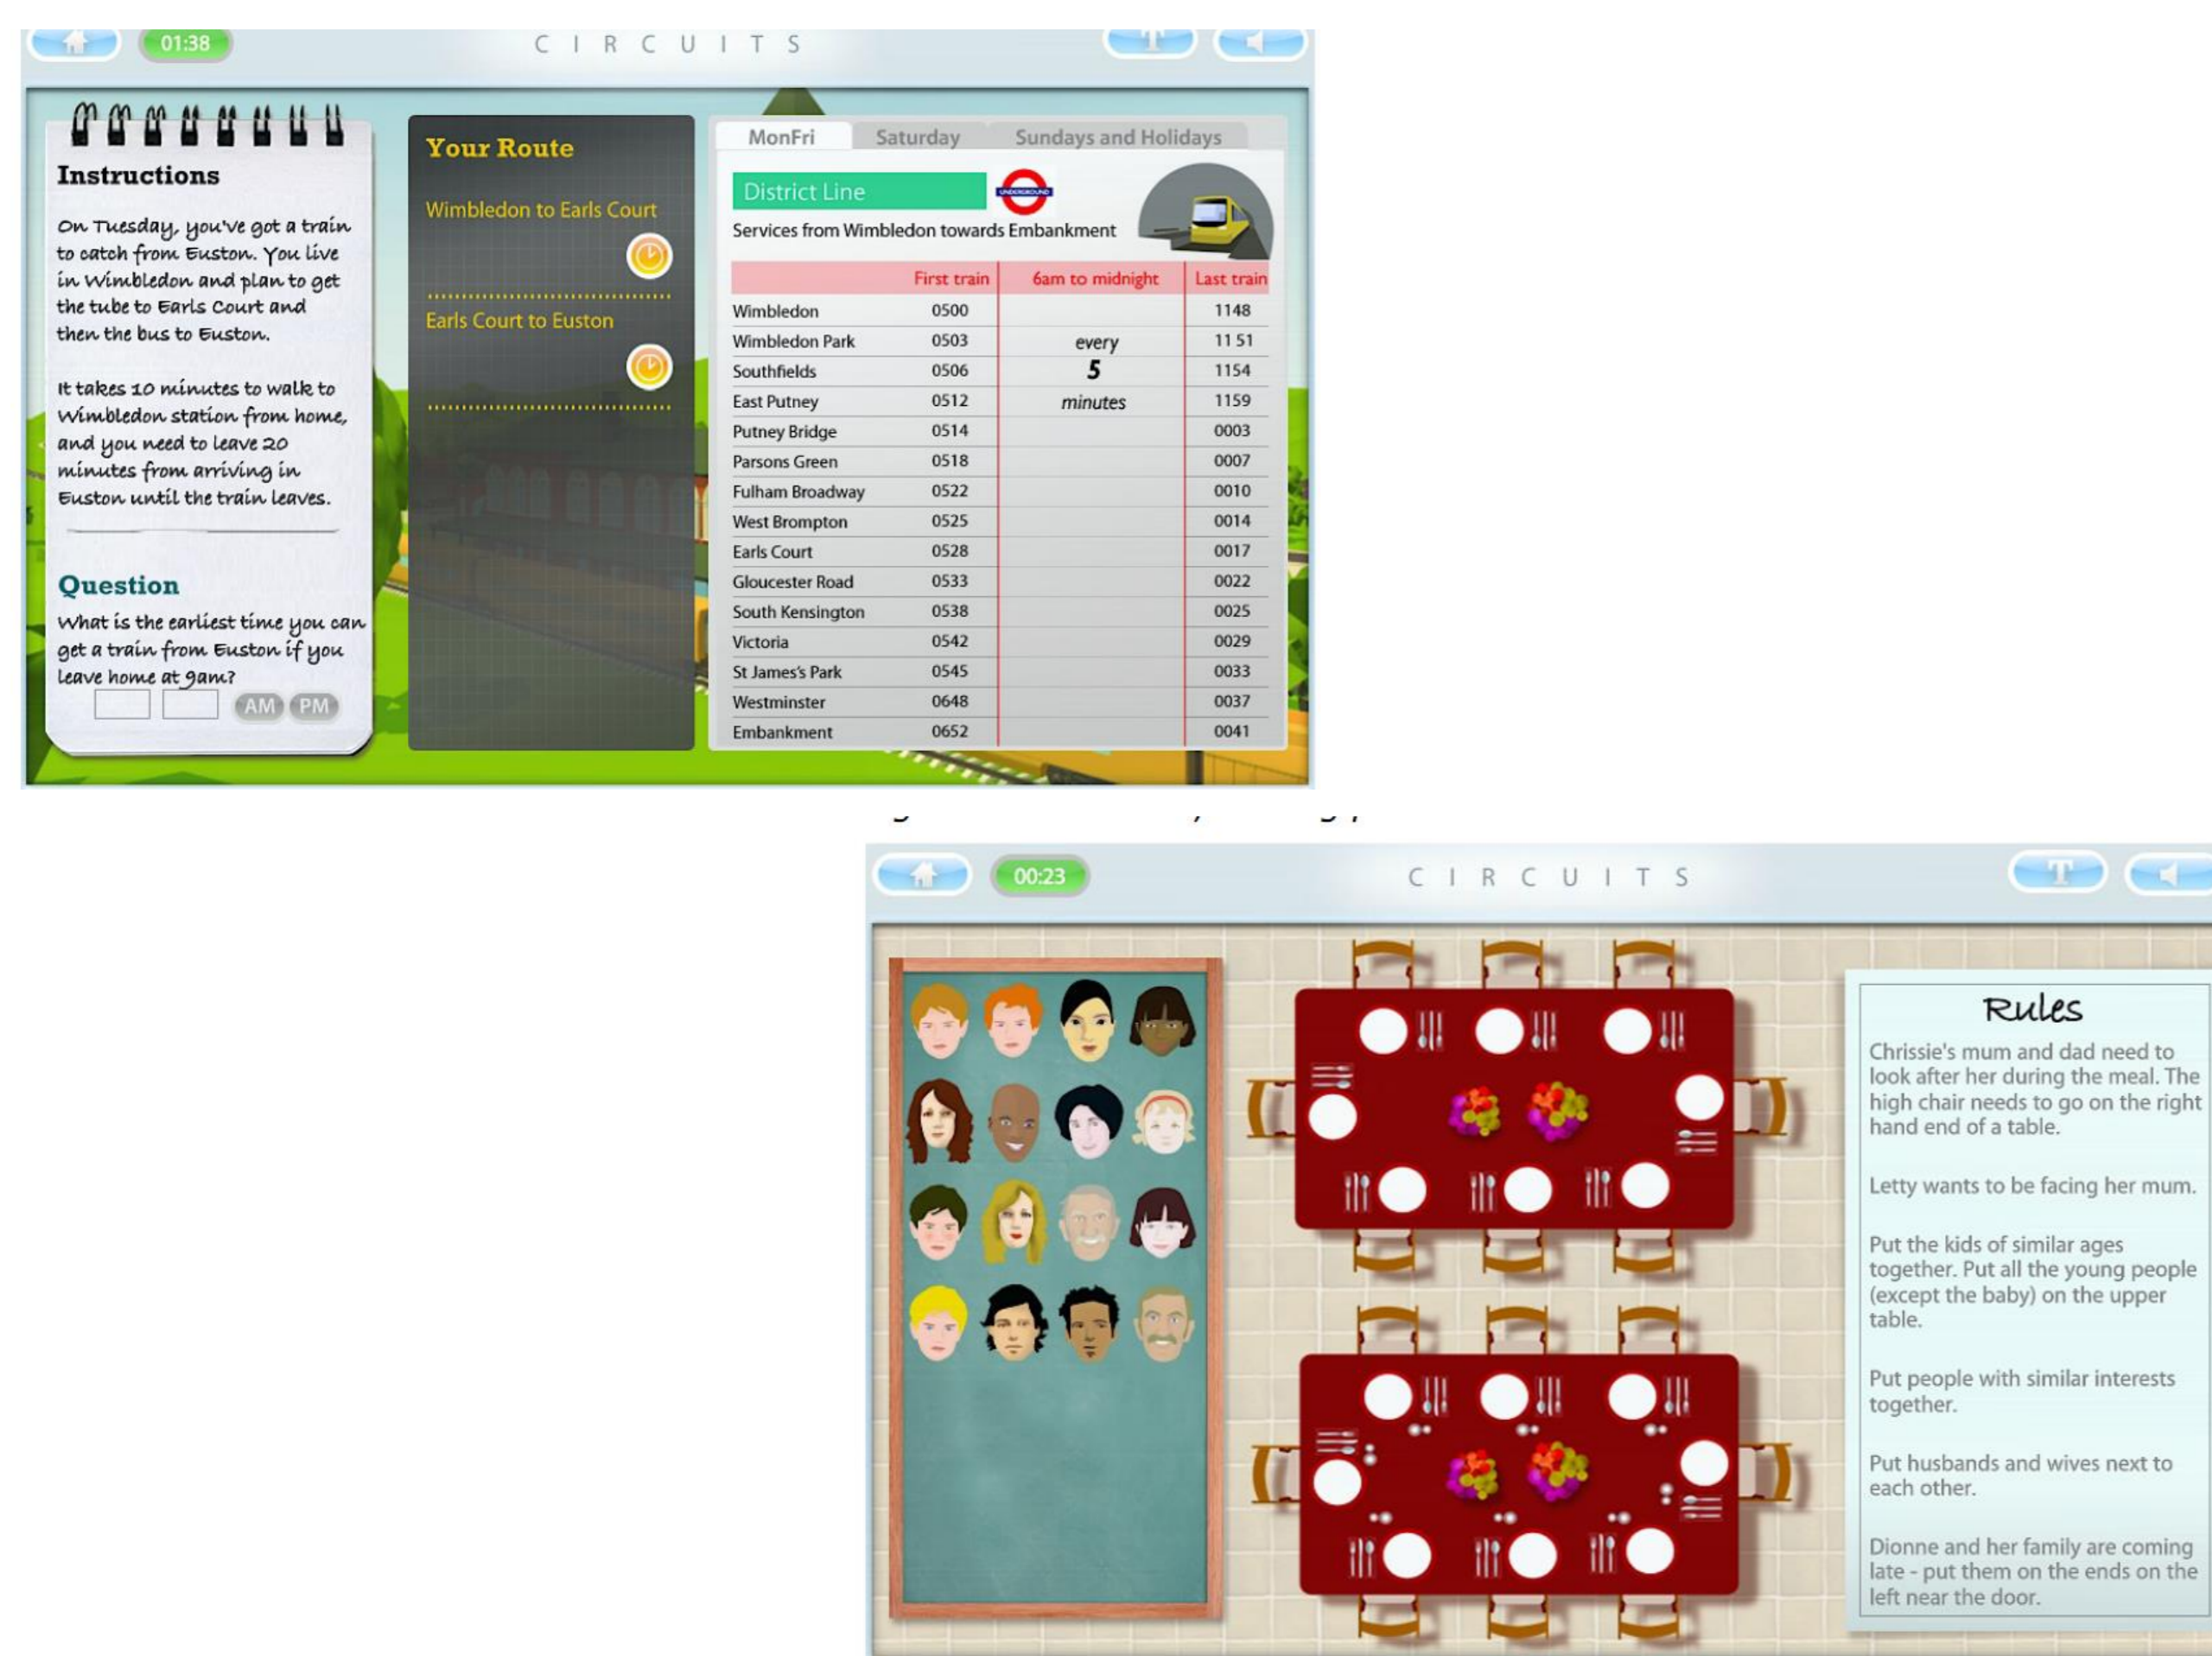 01:38
CIRCUITS
T
Instructions
On Tuesday, you've got a train
to catch from Euston. You live
in Wimbledon and plan to get
the tube to Earls Court and
then the bus to Euston.
It takes 10 minutes to walk to
Wimbledon station from home,
and you need to leave 20
minutes from arriving in
Euston until the train leaves.
Question
What is the earliest time you can
get a train from Euston if you
leave home at 9am?
AM PM
Your Route
Wimbledon to Earls Court
Earls Court to Euston
MonFri Saturday Sundays and Holidays
District Line
UNDERGROUND
Services from Wimbledon towards Embankment
First train 6am to midnight Last train
Wimbledon 0500 1148
Wimbledon Park 0503 every 11 51
Southfields 0506 5 1154
East Putney 0512 minutes 1159
Putney Bridge 0514 0003
Parsons Green 0518 0007
Fulham Broadway 0522 0010
West Brompton 0525 0014
Earls Court 0528 0017
Gloucester Road 0533 0022
South Kensington 0538 0025
Victoria 0542 0029
St James's Park 0545 0033
Westminster 0648 0037
Embankment 0652 0041
00:23
CIRCUITS
T
Rules
Chrissie's mum and dad need to
look after her during the meal. The
high chair needs to go on the right
hand end of a table.
Letty wants to be facing her mum.
Put the kids of similar ages
together. Put all the young people
(except the baby) on the upper
table.
Put people with similar interests
together.
Put husbands and wives next to
each other.
Dionne and her family are coming
late - put them on the ends on the
left near the door.